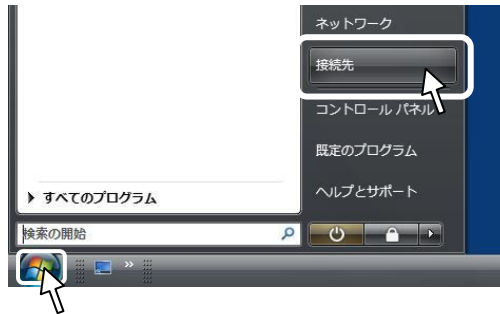 ネットワーク
接続先
コントロール パネル
既定のプログラム
ヘルプとサポート
すべてのプログラム
検索の開始